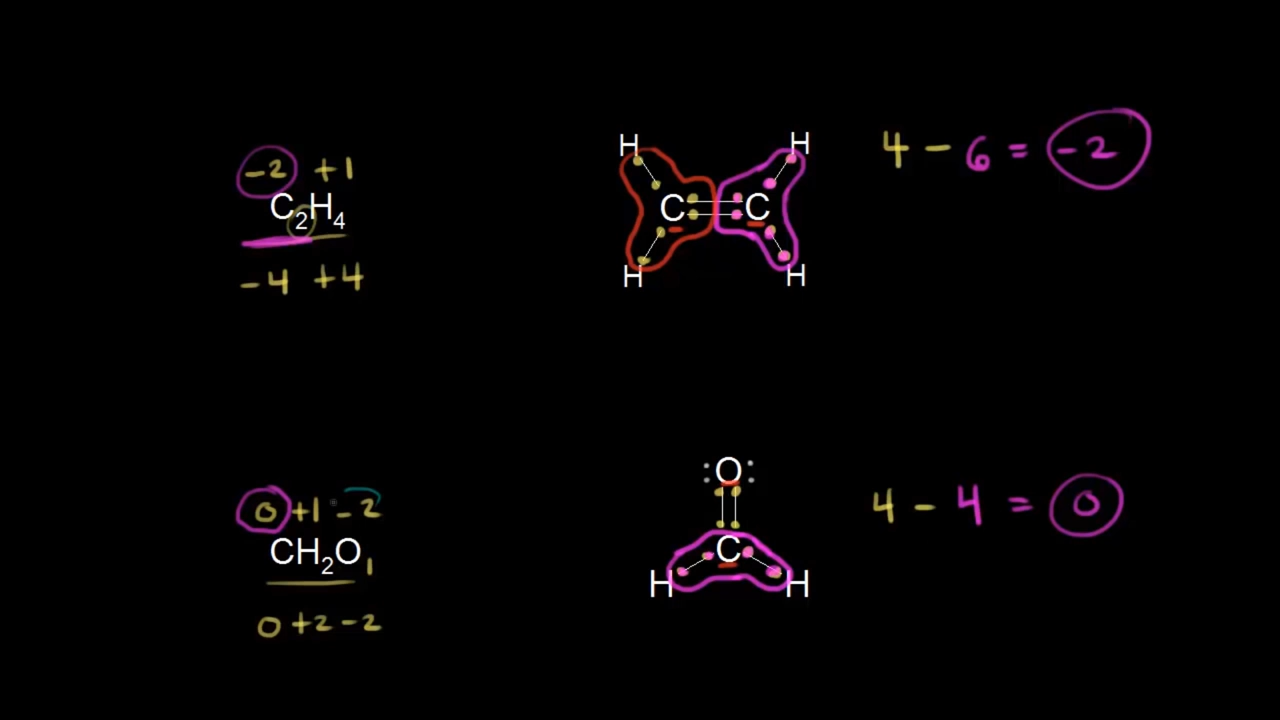 -2 +1
C2H4
-4 +4
H H
C C
H H
4 - 6 = -2
0 +1 -2
CH2O1
0 +2 -2
:O:
C
H H
4 - 4 = 0